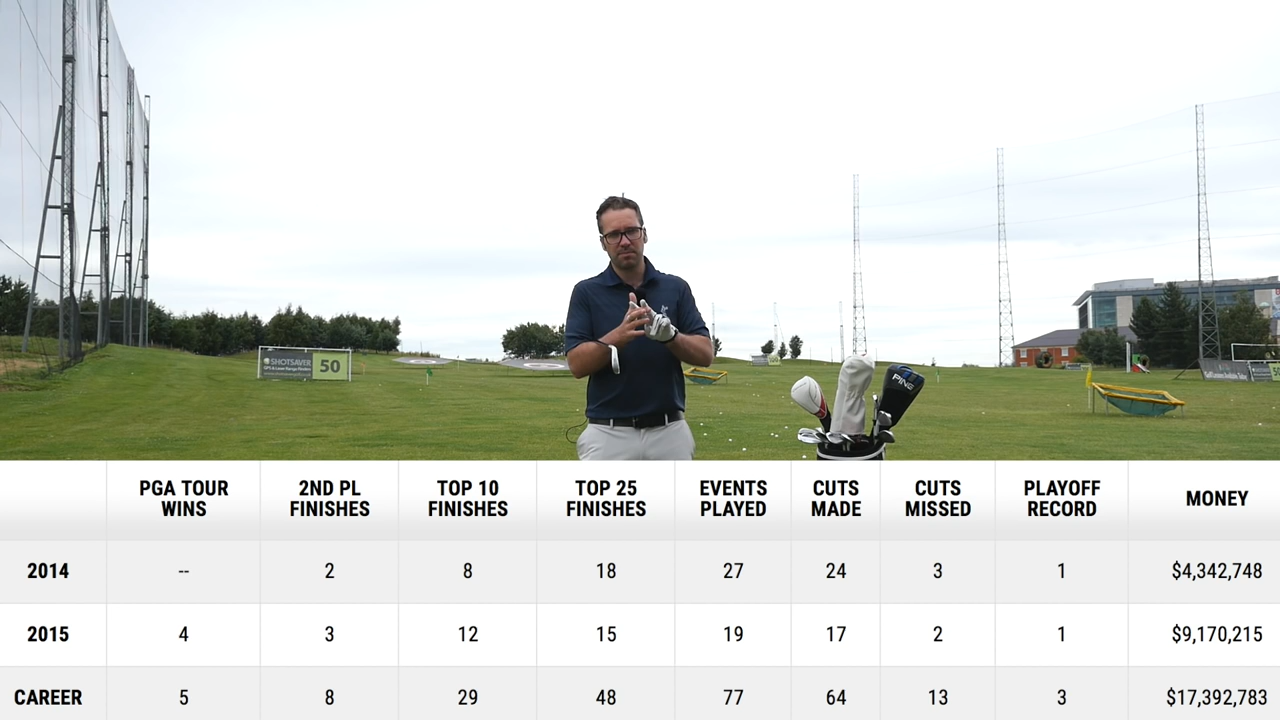 SHOTSAVER
50
PING
PGA TOUR WINS
2ND PL FINISHES
TOP 10 FINISHES
TOP 25 FINISHES
EVENTS PLAYED
CUTS MADE
CUTS MISSED
PLAYOFF RECORD
MONEY
2014 -- 2 8 18 27 24 3 1 $4,342,748
2015 4 3 12 15 19 17 2 1 $9,170,215
CAREER 5 8 29 48 77 64 13 3 $17,392,783